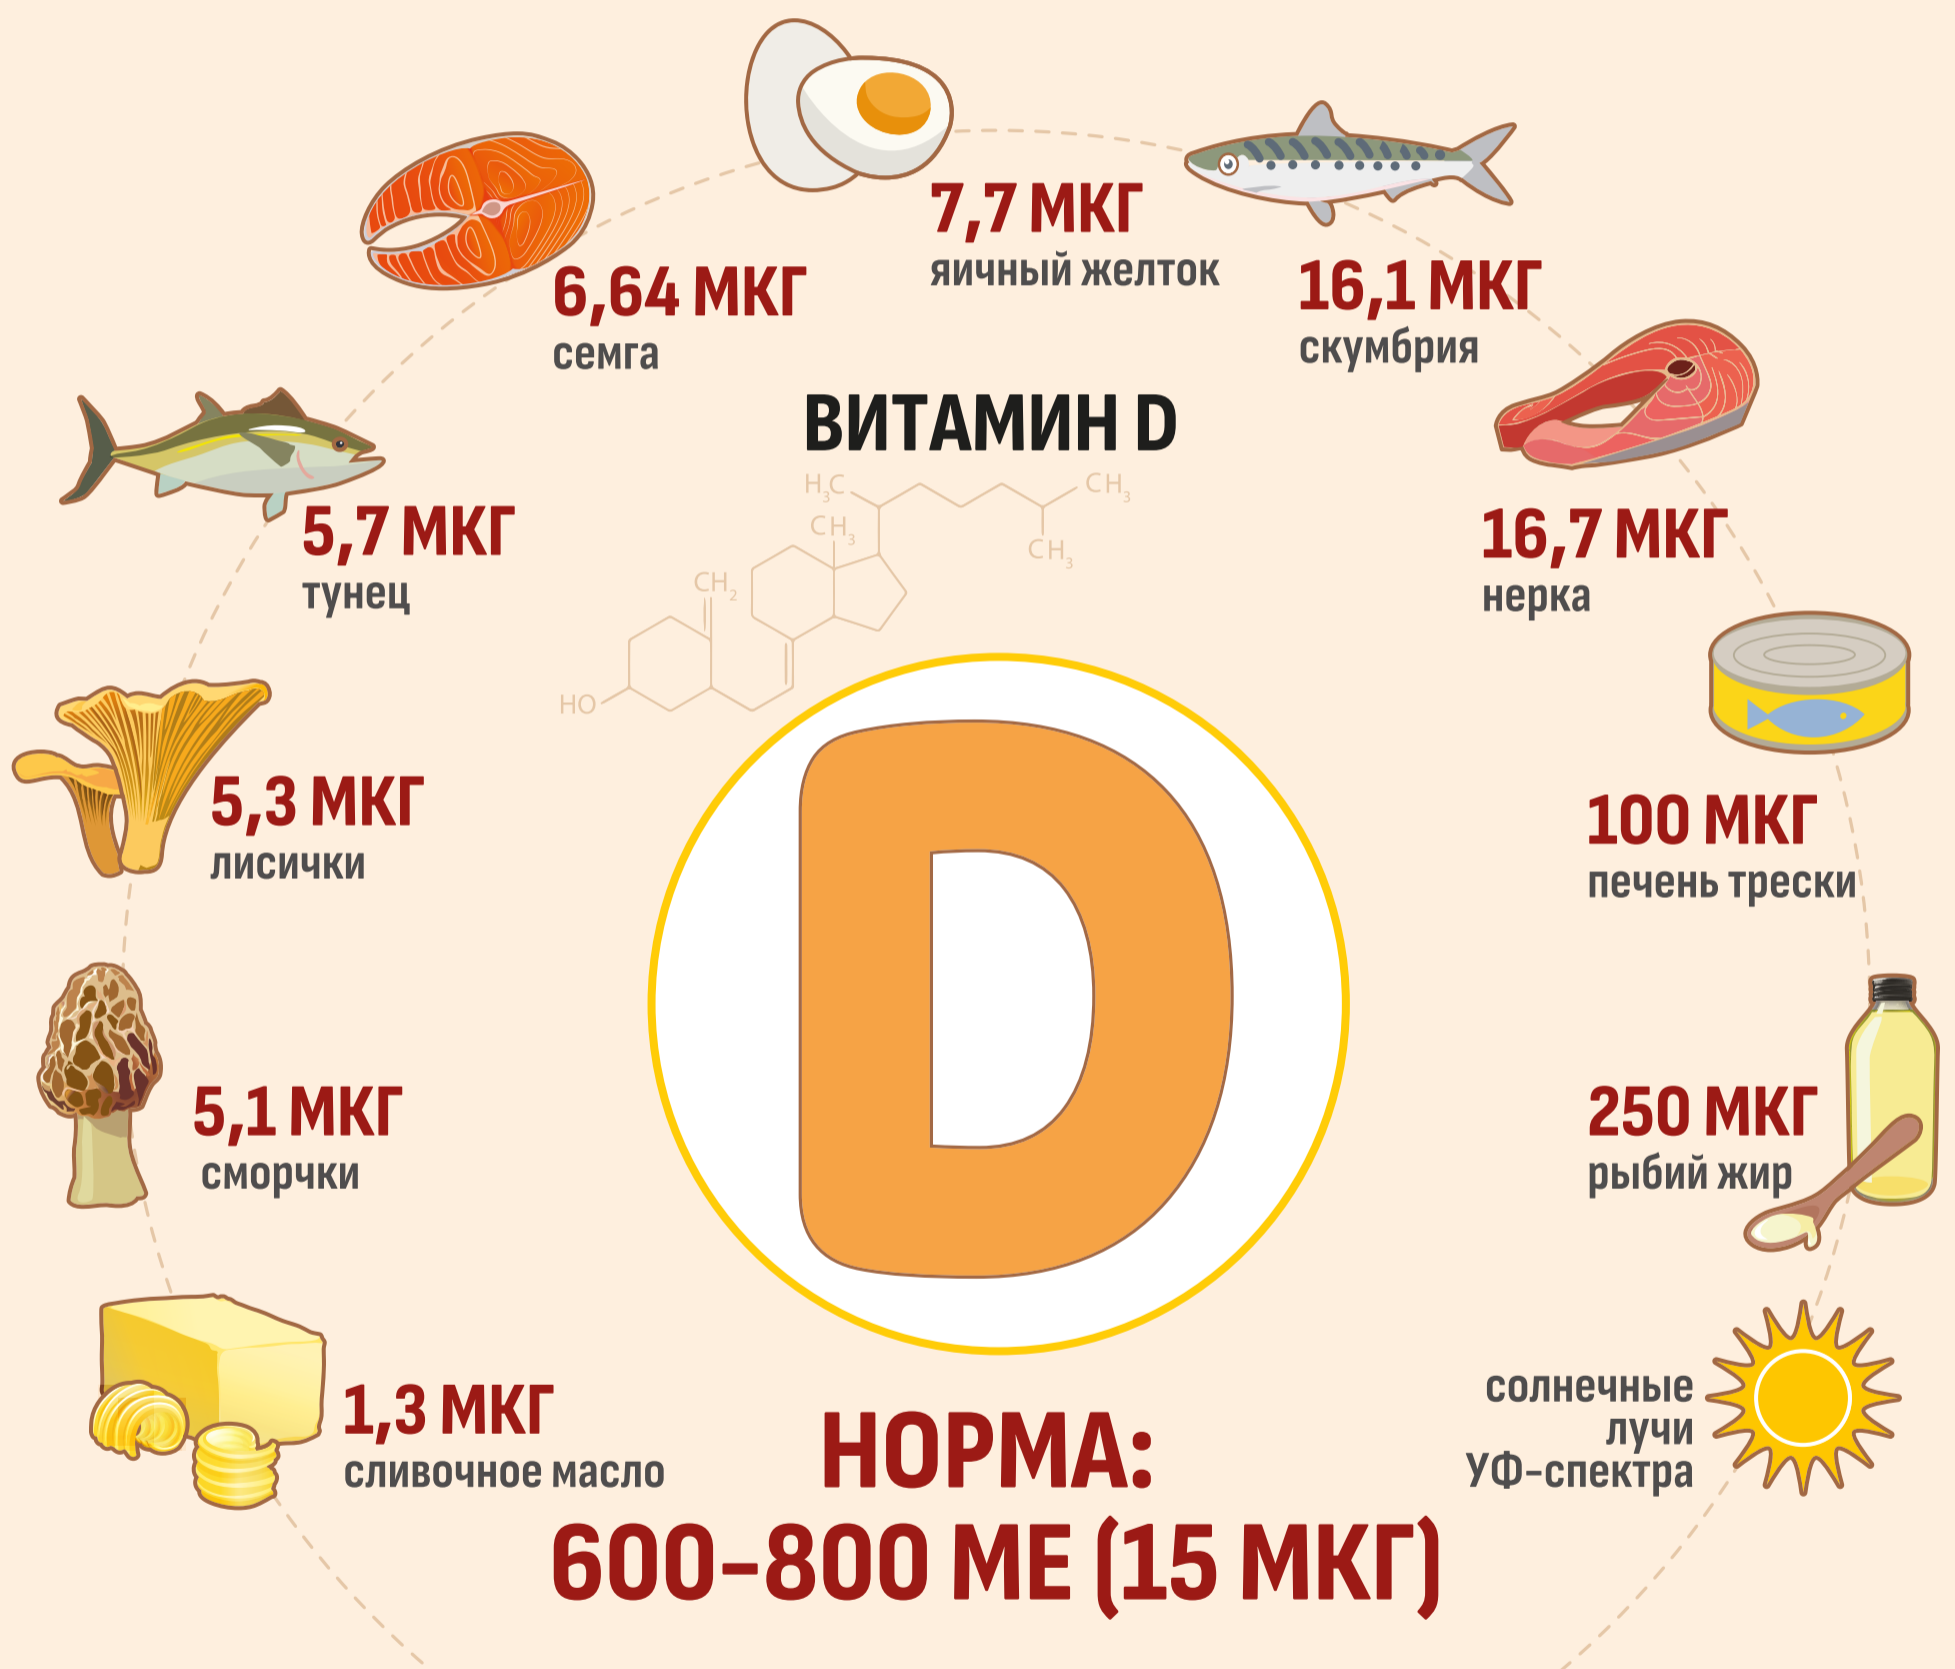 7,7 МКГ
яичный желток
6,64 МКГ
семга
16,1 МКГ
скумбрия
ВИТАМИН D
H₃C
CH₃
CH₃
CH₃
CH₂
HO
5,7 МКГ
тунец
16,7 МКГ
нерка
5,3 МКГ
лисички
100 МКГ
печень трески
D
5,1 МКГ
сморчки
250 МКГ
рыбий жир
1,3 МКГ
сливочное масло
солнечные
лучи
УФ-спектра
НОРМА:
600-800 МЕ (15 МКГ)